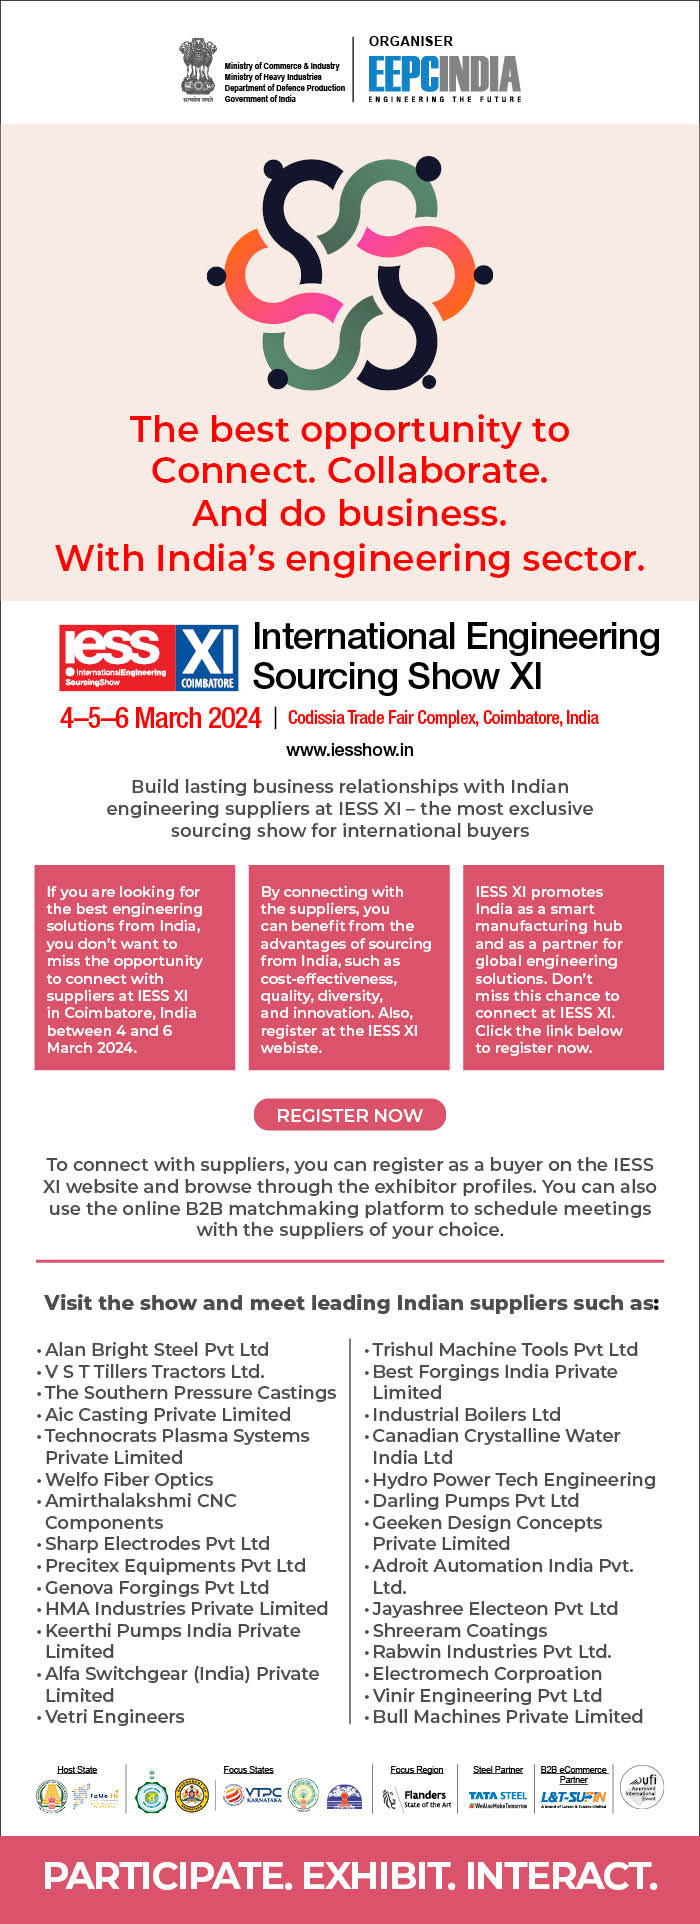 ORGANISER
Ministry of Commerce & Industry
Ministry of Heavy Industries
Department of Defence Production
Government of India
सत्यमेव जयते
EEPCINDIA
ENGINEERING THE FUTURE
The best opportunity to
Connect. Collaborate.
And do business.
With India's engineering sector.
iess
InternationalEngineering
SourcingShow
XI
COIMBATORE
International Engineering
Sourcing Show XI
4–5–6 March 2024 | Codissia Trade Fair Complex, Coimbatore, India
www.iesshow.in
Build lasting business relationships with Indian
engineering suppliers at IESS XI – the most exclusive
sourcing show for international buyers
If you are looking for
the best engineering
solutions from India,
you don't want to
miss the opportunity
to connect with
suppliers at IESS XI
in Coimbatore, India
between 4 and 6
March 2024.
By connecting with
the suppliers, you
can benefit from the
advantages of sourcing
from India, such as
cost-effectiveness,
quality, diversity,
and innovation. Also,
register at the IESS XI
webiste.
IESS XI promotes
India as a smart
manufacturing hub
and as a partner for
global engineering
solutions. Don't
miss this chance to
connect at IESS XI.
Click the link below
to register now.
REGISTER NOW
To connect with suppliers, you can register as a buyer on the IESS
XI website and browse through the exhibitor profiles. You can also
use the online B2B matchmaking platform to schedule meetings
with the suppliers of your choice.
Visit the show and meet leading Indian suppliers such as:
• Alan Bright Steel Pvt Ltd
• V S T Tillers Tractors Ltd.
• The Southern Pressure Castings
• Aic Casting Private Limited
• Technocrats Plasma Systems
Private Limited
• Welfo Fiber Optics
• Amirthalakshmi CNC
Components
• Sharp Electrodes Pvt Ltd
• Precitex Equipments Pvt Ltd
• Genova Forgings Pvt Ltd
• HMA Industries Private Limited
• Keerthi Pumps India Private
Limited
• Alfa Switchgear (India) Private
Limited
• Vetri Engineers
• Trishul Machine Tools Pvt Ltd
• Best Forgings India Private
Limited
• Industrial Boilers Ltd
• Canadian Crystalline Water
India Ltd
• Hydro Power Tech Engineering
• Darling Pumps Pvt Ltd
• Geeken Design Concepts
Private Limited
• Adroit Automation India Pvt.
Ltd.
• Jayashree Electeon Pvt Ltd
• Shreeram Coatings
• Rabwin Industries Pvt Ltd.
• Electromech Corproation
• Vinir Engineering Pvt Ltd
• Bull Machines Private Limited
Host State
FaMe TN
Focus States
VTPC
KARNATAKA
Focus Region
Flanders
State of the Art
Steel Partner
TATA STEEL
#WeAlsoMakeTomorrow
B2B eCommerce
Partner
L&T-SUFIN
A brand of Larsen & Toubro Limited
ufi
Approved
International
Event
PARTICIPATE. EXHIBIT. INTERACT.